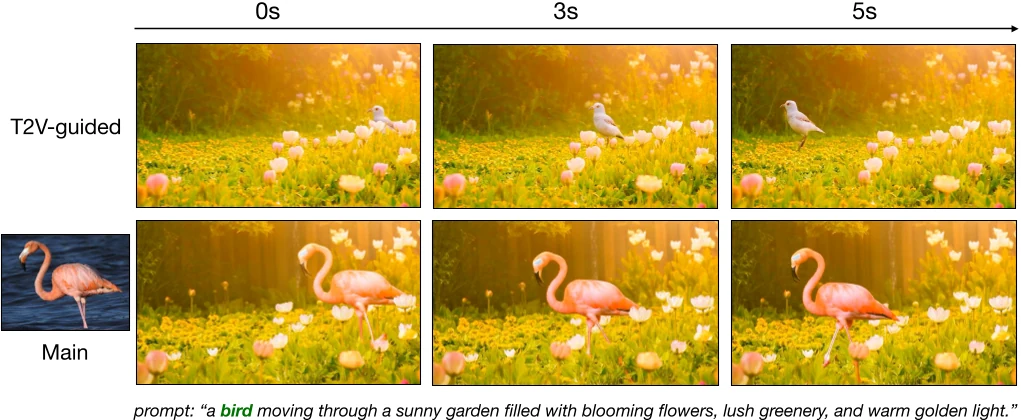 0s 3s 5s
T2V-guided
Main
prompt: “a bird moving through a sunny garden filled with blooming flowers, lush greenery, and warm golden light.”